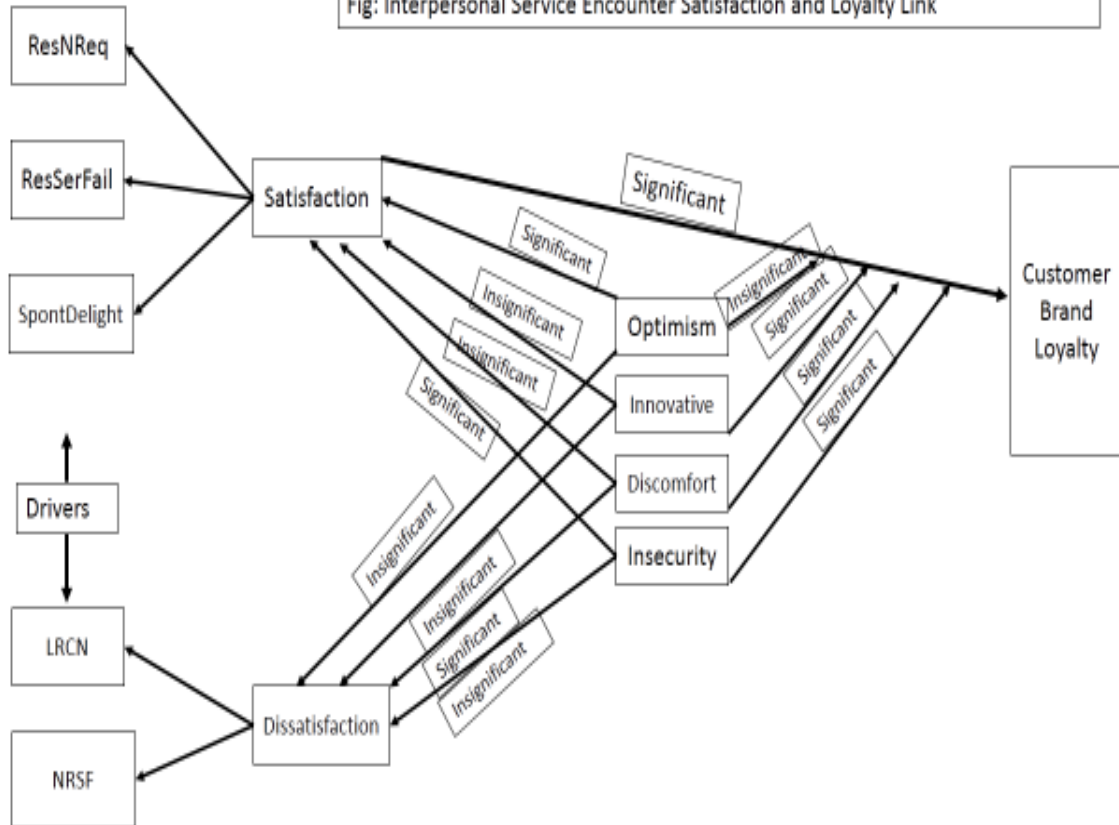 Fig: Interpersonal Service Encounter Satisfaction and Loyalty Link
ResNReq
ResSerFail
SpontDelight
Satisfaction
Significant
Significant
Insignificant
Insignificant
Significant
Insignificant
Significant
Significant
Significant
Optimism
Innovative
Discomfort
Insecurity
Customer
Brand
Loyalty
Drivers
LRCN
NRSF
Dissatisfaction
Insignificant
Insignificant
Significant
Insignificant